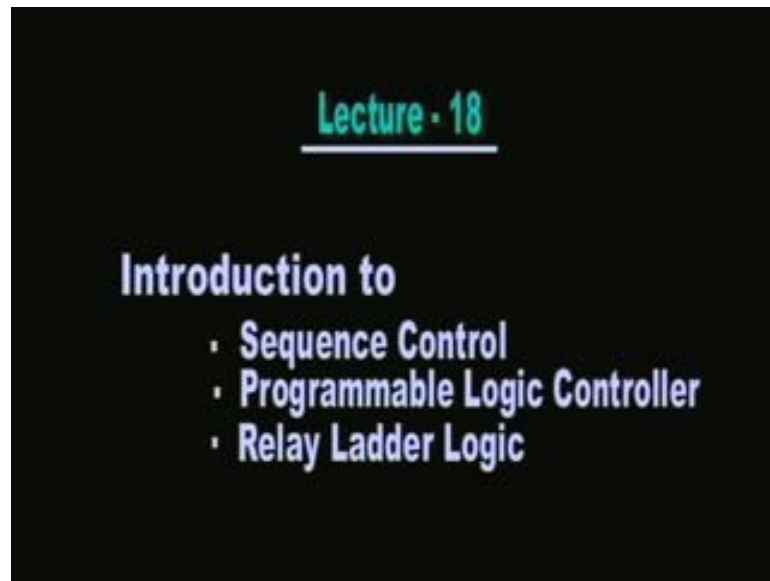 Lecture - 18
Introduction to
· Sequence Control
· Programmable Logic Controller
· Relay Ladder Logic